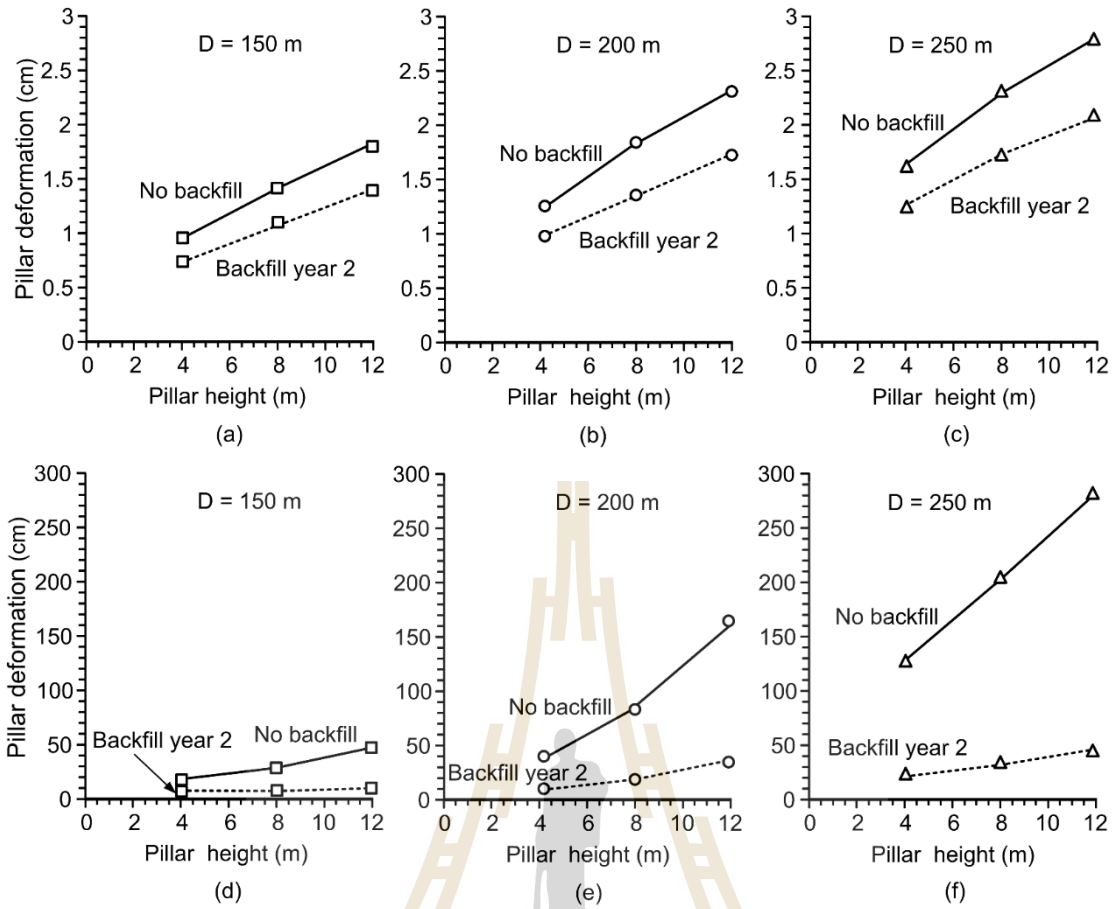 3
2.5
2
1.5
1
0.5
0
Pillar deformation (cm)
D = 150 m
No backfill
Backfill year 2
0 2 4 6 8 10 12
Pillar height (m)
(a)
3
2.5
2
1.5
1
0.5
0
D = 200 m
No backfill
Backfill year 2
0 2 4 6 8 10 12
Pillar height (m)
(b)
3
2.5
2
1.5
1
0.5
0
D = 250 m
No backfill
Backfill year 2
0 2 4 6 8 10 12
Pillar height (m)
(c)
300
250
200
150
100
50
0
Pillar deformation (cm)
D = 150 m
Backfill year 2
No backfill
0 2 4 6 8 10 12
Pillar height (m)
(d)
300
250
200
150
100
50
0
D = 200 m
No backfill
Backfill year 2
0 2 4 6 8 10 12
Pillar height (m)
(e)
300
250
200
150
100
50
0
D = 250 m
No backfill
Backfill year 2
0 2 4 6 8 10 12
Pillar height (m)
(f)